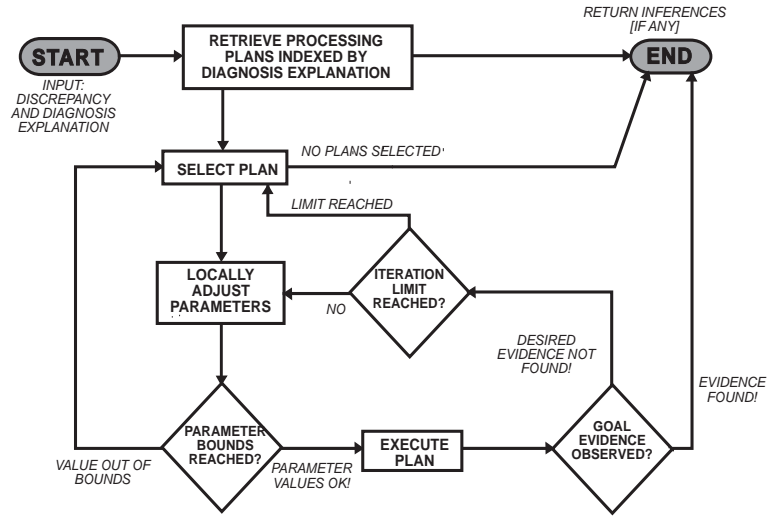 RETURN INFERENCES
[IF ANY]
START
RETRIEVE PROCESSING
PLANS INDEXED BY
DIAGNOSIS EXPLANATION
END
INPUT:
DISCREPANCY
AND DIAGNOSIS
EXPLANATION
SELECT PLAN
NO PLANS SELECTED
LIMIT REACHED
LOCALLY
ADJUST
PARAMETERS
ITERATION
LIMIT
REACHED?
NO
DESIRED
EVIDENCE NOT
FOUND!
EVIDENCE
FOUND!
PARAMETER
BOUNDS
REACHED?
EXECUTE
PLAN
GOAL
EVIDENCE
OBSERVED?
VALUE OUT OF
BOUNDS
PARAMETER
VALUES OK!